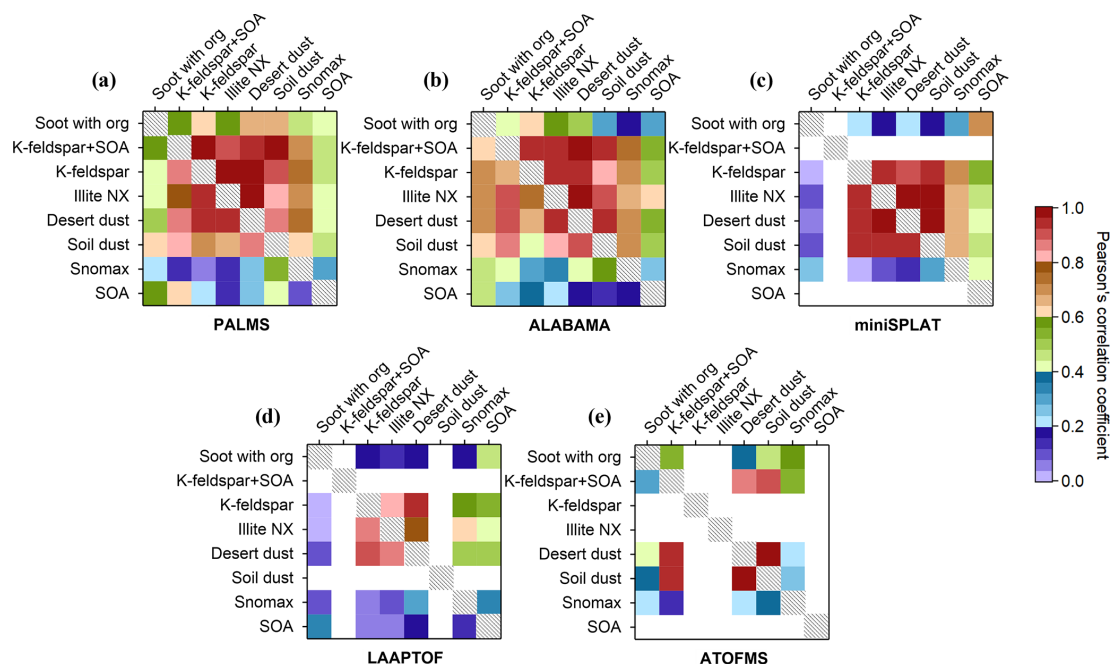 (a)
Soot with org
K-feldspar+SOA
K-feldspar
Illite NX
Desert dust
Soil dust
Snomax
SOA
Soot with org
K-feldspar+SOA
K-feldspar
Illite NX
Desert dust
Soil dust
Snomax
SOA
PALMS
(b)
Soot with org
K-feldspar+SOA
K-feldspar
Illite NX
Desert dust
Soil dust
Snomax
SOA
Soot with org
K-feldspar+SOA
K-feldspar
Illite NX
Desert dust
Soil dust
Snomax
SOA
ALABAMA
(c)
Soot with org
K-feldspar+SOA
K-feldspar
Illite NX
Desert dust
Soil dust
Snomax
SOA
Soot with org
K-feldspar+SOA
K-feldspar
Illite NX
Desert dust
Soil dust
Snomax
SOA
miniSPLAT
(d)
Soot with org
K-feldspar+SOA
K-feldspar
Illite NX
Desert dust
Soil dust
Snomax
SOA
Soot with org
K-feldspar+SOA
K-feldspar
Illite NX
Desert dust
Soil dust
Snomax
SOA
LAAPTOF
(e)
Soot with org
K-feldspar+SOA
K-feldspar
Illite NX
Desert dust
Soil dust
Snomax
SOA
Soot with org
K-feldspar+SOA
K-feldspar
Illite NX
Desert dust
Soil dust
Snomax
SOA
ATOFMS
1.0
0.8
0.6
0.4
0.2
0.0
Pearson's correlation coefficient